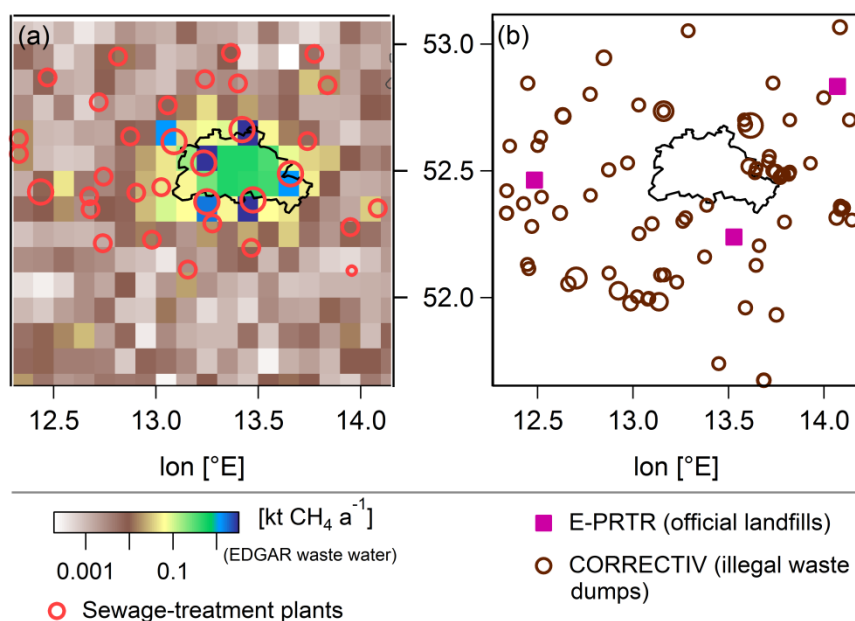 (a)
(b)
53.0
52.5
52.0
12.5 13.0 13.5 14.0
12.5 13.0 13.5 14.0
lon [°E]
lon [°E]
[kt CH₄ a⁻¹]
(EDGAR waste water)
0.001 0.1
Sewage-treatment plants
E-PRTR (official landfills)
CORRECTIV (illegal waste
dumps)